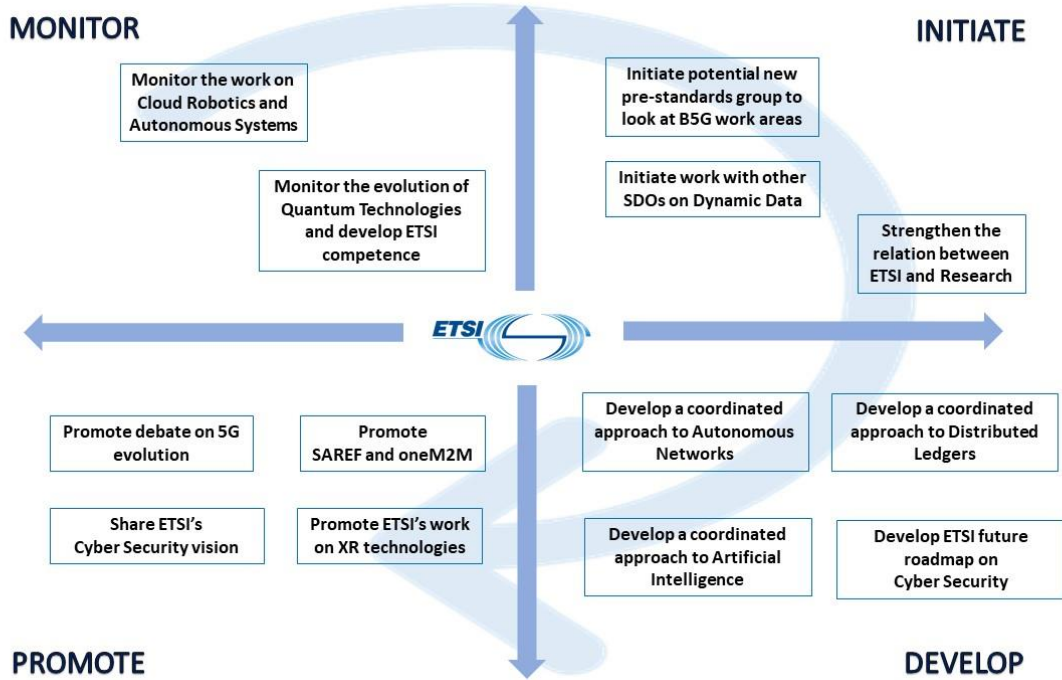 MONITOR
INITIATE
Monitor the work on
Cloud Robotics and
Autonomous Systems
Initiate potential new
pre-standards group to
look at B5G work areas
Monitor the evolution of
Quantum Technologies
and develop ETSI
competence
Initiate work with other
SDOs on Dynamic Data
Strengthen the
relation between
ETSI and Research
ETSI
Promote debate on 5G
evolution
Promote
SAREF and oneM2M
Develop a coordinated
approach to Autonomous
Networks
Develop a coordinated
approach to Distributed
Ledgers
Share ETSI's
Cyber Security vision
Promote ETSI's work
on XR technologies
Develop a coordinated
approach to Artificial
Intelligence
Develop ETSI future
roadmap on
Cyber Security
PROMOTE
DEVELOP